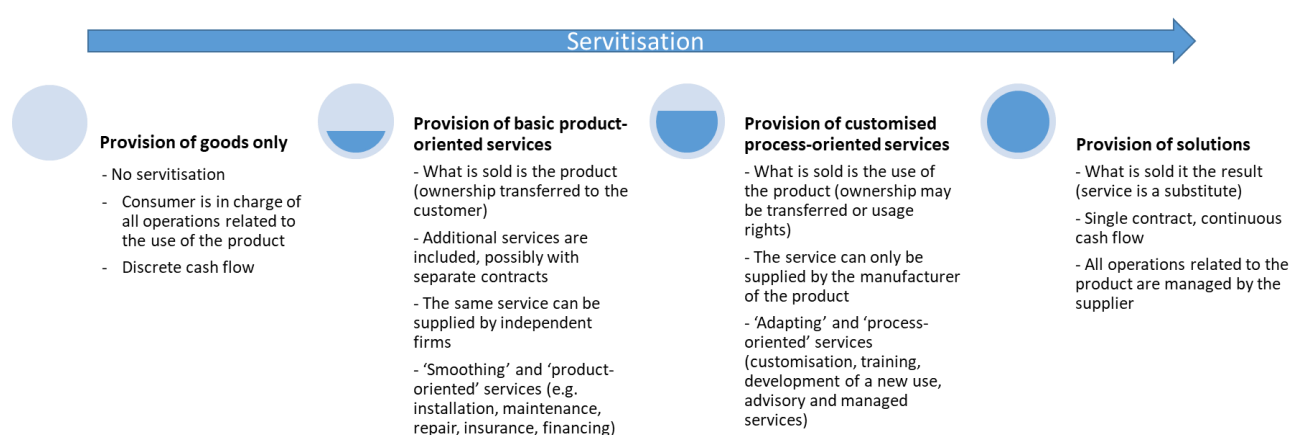 Servitisation
Provision of goods only
- No servitisation
- Consumer is in charge of
all operations related to
the use of the product
- Discrete cash flow
Provision of basic product-
oriented services
- What is sold is the product
(ownership transferred to the
customer)
- Additional services are
included, possibly with
separate contracts
- The same service can be
supplied by independent
firms
- ‘Smoothing’ and ‘product-
oriented’ services (e.g.
installation, maintenance,
repair, insurance, financing)
Provision of customised
process-oriented services
- What is sold is the use of
the product (ownership may
be transferred or usage
rights)
- The service can only be
supplied by the manufacturer
of the product
- ‘Adapting’ and ‘process-
oriented’ services
(customisation, training,
development of a new use,
advisory and managed
services)
Provision of solutions
- What is sold it the result
(service is a substitute)
- Single contract, continuous
cash flow
- All operations related to the
product are managed by the
supplier